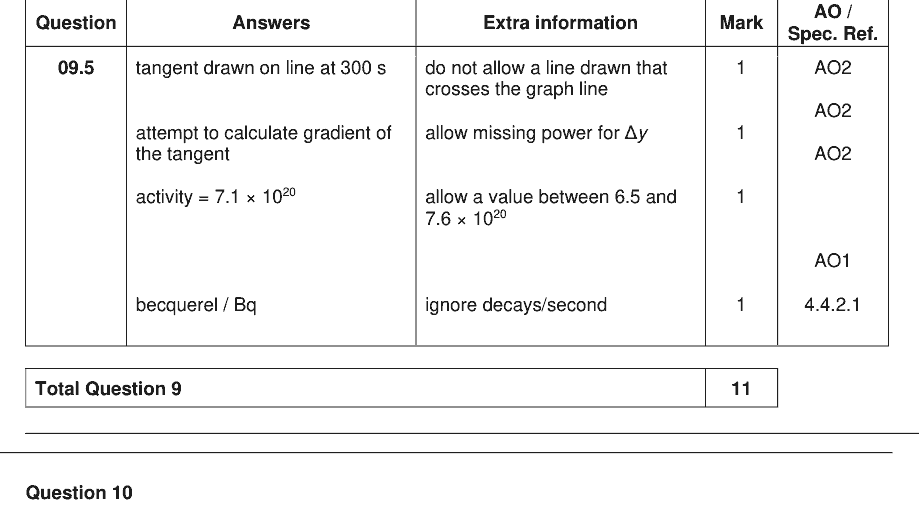 Question Answers Extra information Mark AO /
Spec. Ref.
09.5 tangent drawn on line at 300 s do not allow a line drawn that 1 AO2
crosses the graph line
AO2
attempt to calculate gradient of allow missing power for Δy 1
the tangent AO2
activity = 7.1 × 10²⁰ allow a value between 6.5 and 1
7.6 × 10²⁰
AO1
becquerel / Bq ignore decays/second 1 4.4.2.1
Total Question 9 11
Question 10